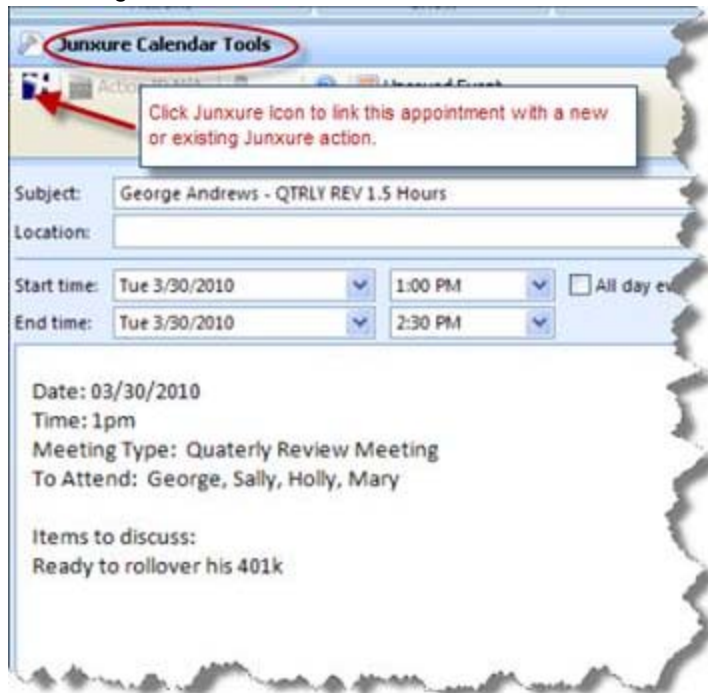 Junxure Calendar Tools
Action
Unsaved Event
Click Junxure Icon to link this appointment with a new
or existing Junxure action.
Subject: George Andrews - QTRLY REV 1.5 Hours
Location:
Start time: Tue 3/30/2010 1:00 PM All day
End time: Tue 3/30/2010 2:30 PM
Date: 03/30/2010
Time: 1pm
Meeting Type: Quaterly Review Meeting
To Attend: George, Sally, Holly, Mary
Items to discuss:
Ready to rollover his 401k